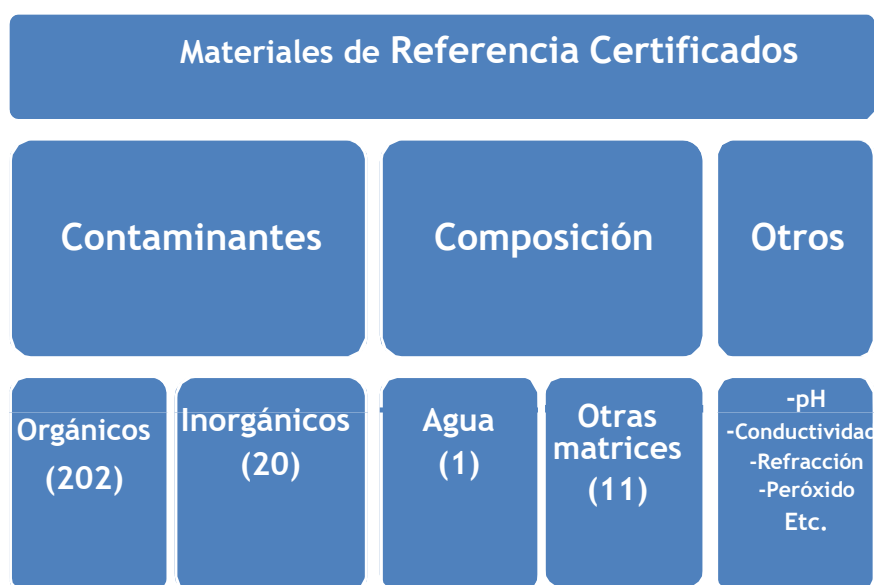 Materiales de Referencia Certificados
Contaminantes
Composición
Otros
Orgánicos
(202)
Inorgánicos
(20)
Agua
(1)
Otras
matrices
(11)
-pH
-Conductividad
-Refracción
-Peróxido
Etc.